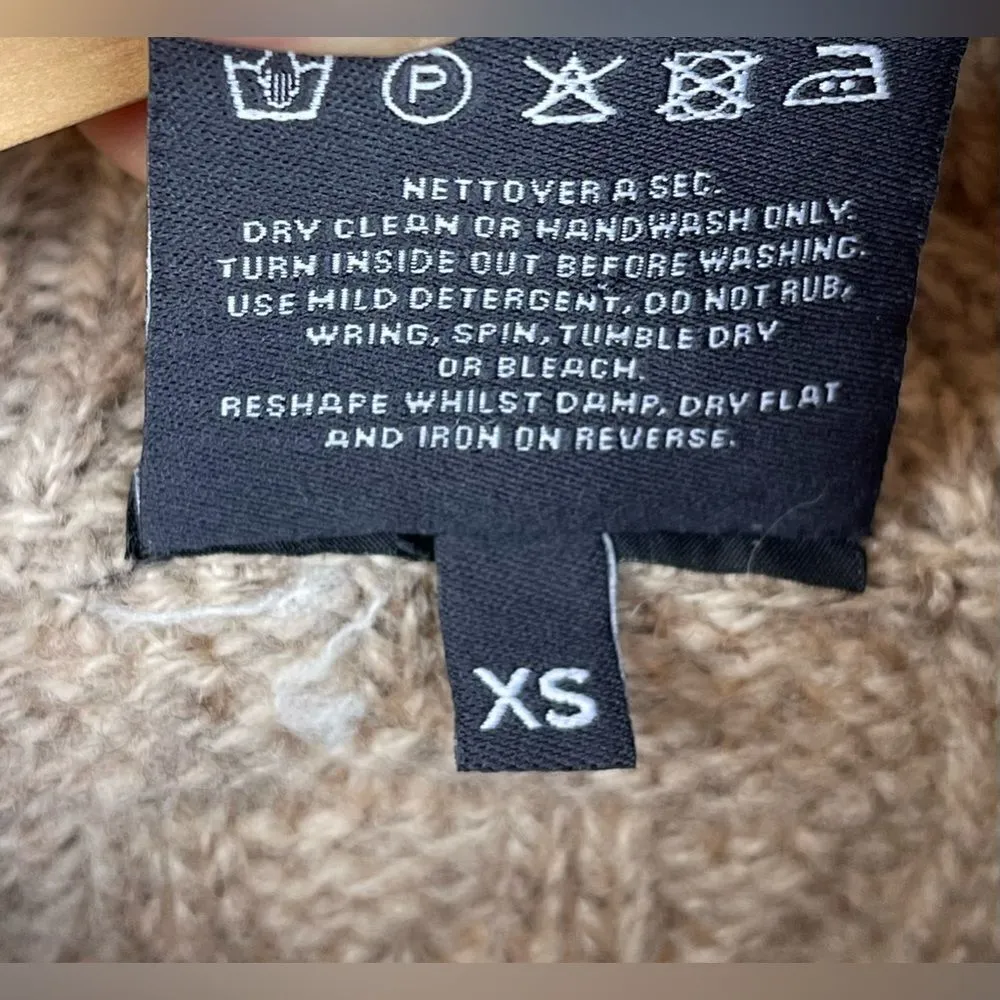 P
NETTOYER A SEC.
DRY CLEAN OR HANDWASH ONLY.
TURN INSIDE OUT BEFORE WASHING.
USE MILD DETERGENT, DO NOT RUB,
WRING, SPIN, TUMBLE DRY
OR BLEACH.
RESHAPE WHILST DAMP, DRY FLAT
AND IRON ON REVERSE.
XS